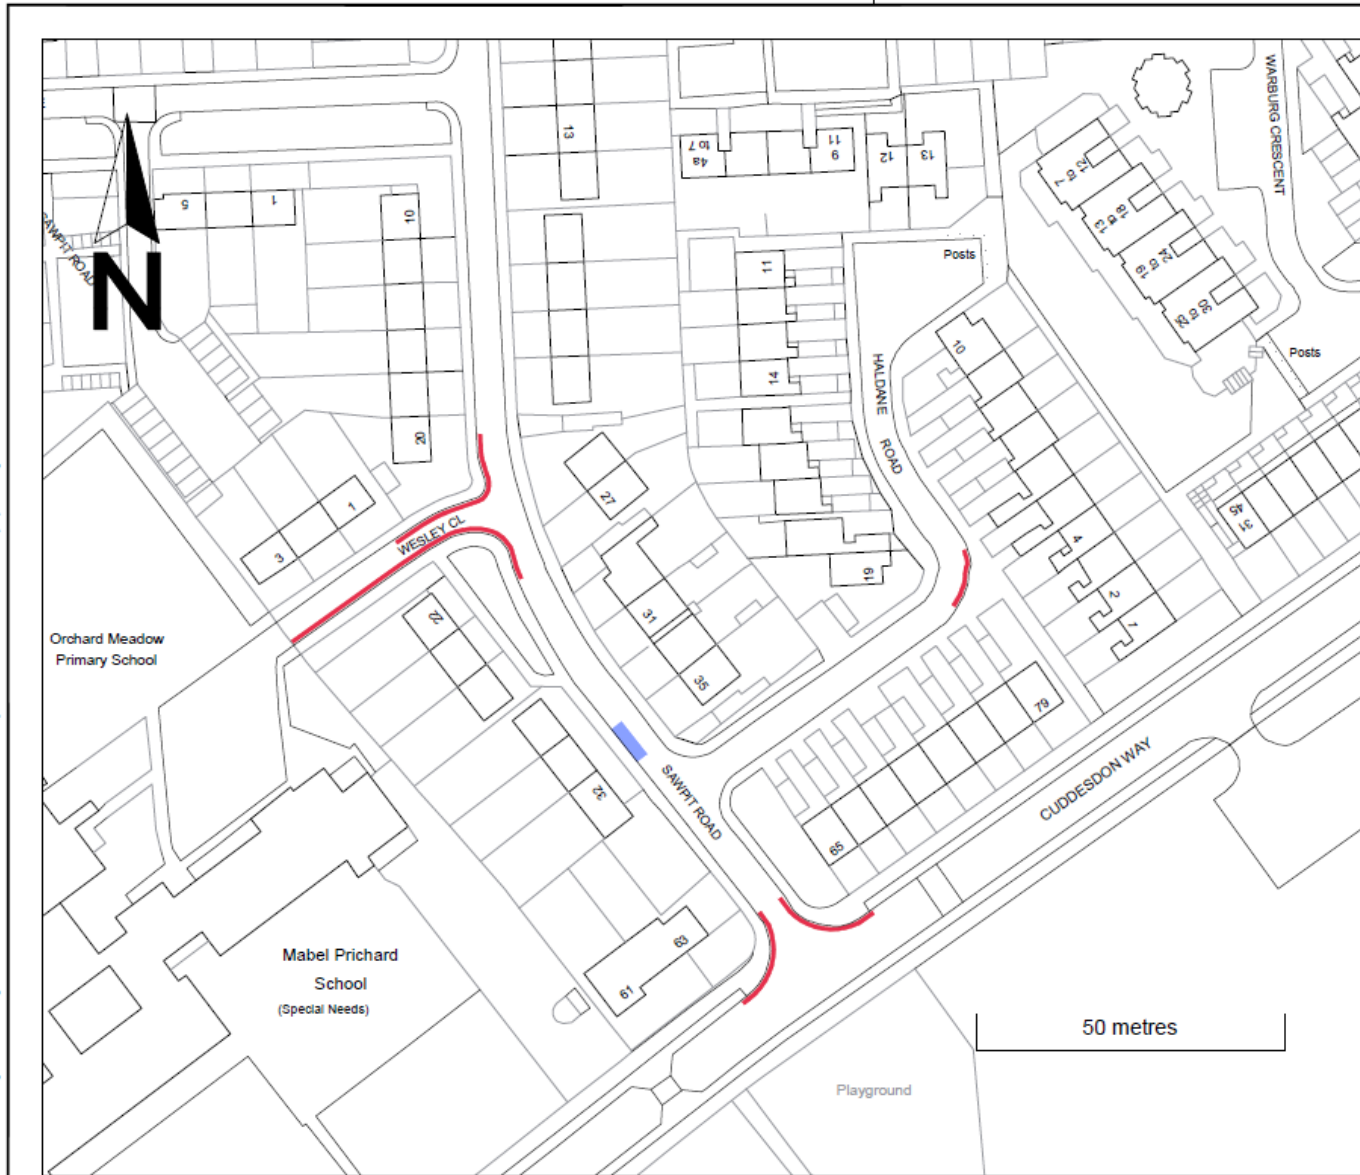 WARBURG CRESCENT
13
4a
to 7
11
9
12
13
12
to 7
18
to
13
24
to
19
30
to
25
5
1
10
SAWPIT ROAD
N
Posts
11
14
10
HALDANE
ROAD
Posts
20
27
45
31
1
WESLEY CL
3
19
4
2
1
22
31
35
Orchard Meadow
Primary School
79
SAWPIT ROAD
CUDDESDON WAY
32
65
63
61
Mabel Prichard
School
(Special Needs)
50 metres
Playground